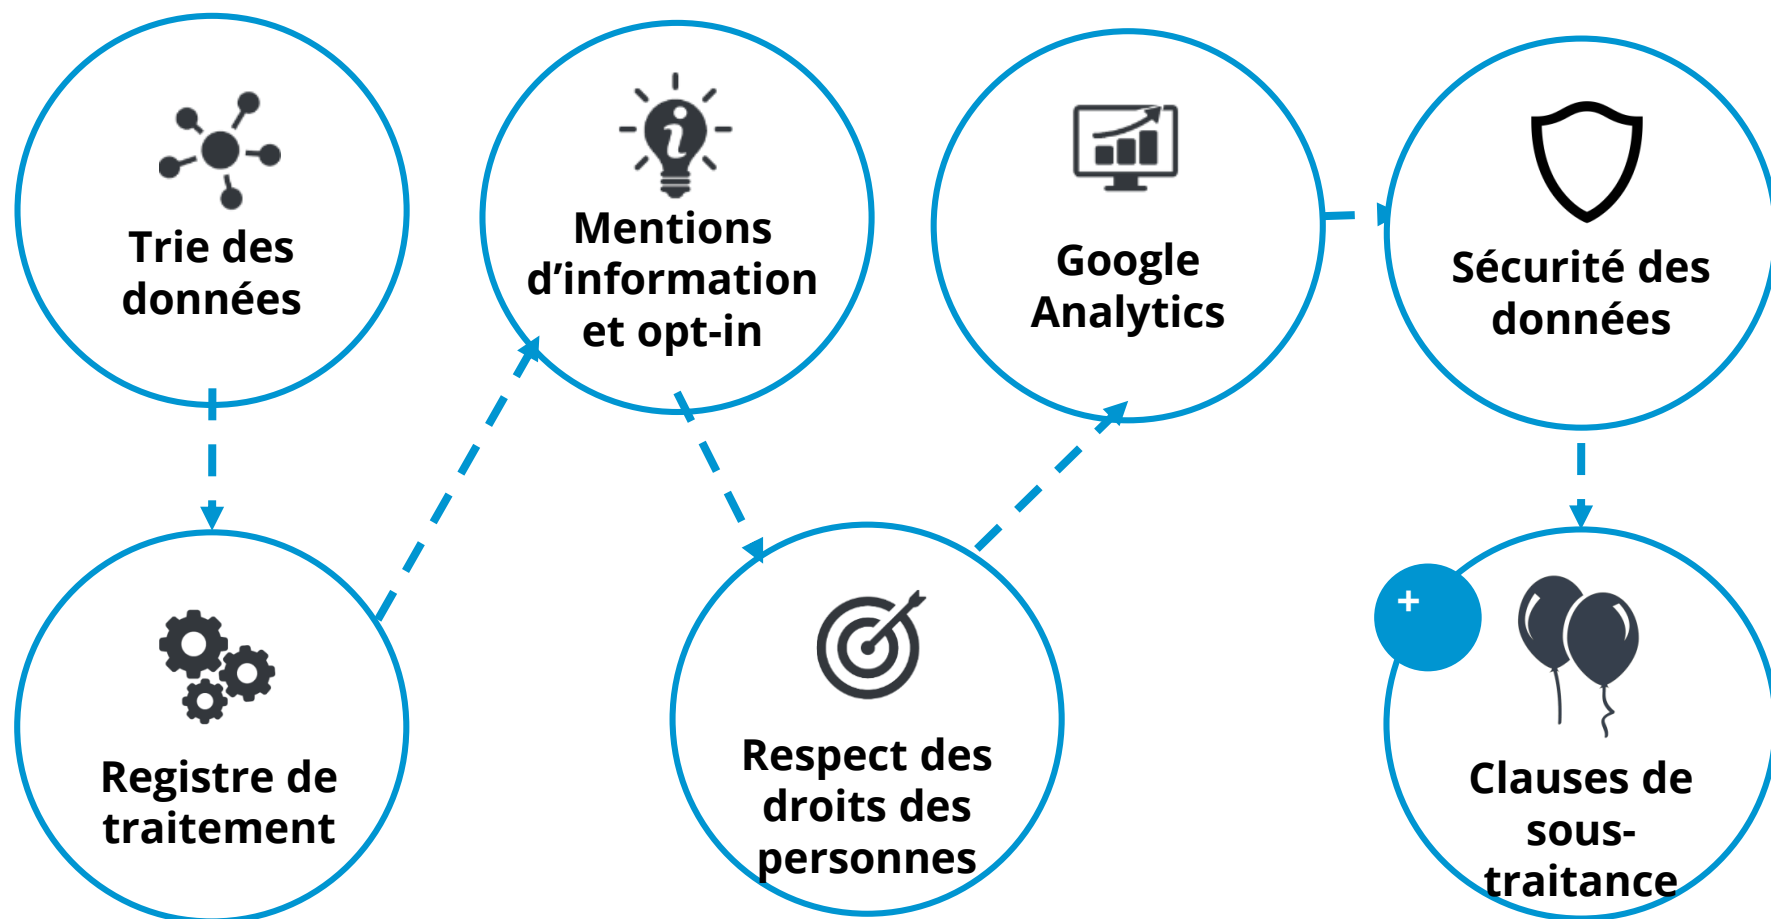 Trie des
données
Registre de
traitement
Mentions
d’information
et opt-in
Respect des
droits des
personnes
Google
Analytics
Sécurité des
données
+
Clauses de
sous-
traitance